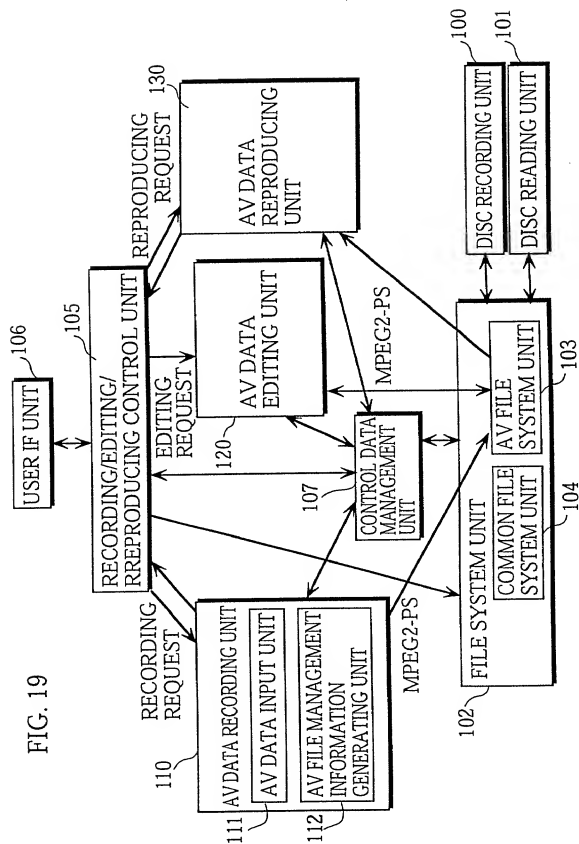 FIG. 19
106
USER IF UNIT
105
RECORDING/EDITING/
RREPRODUCING CONTROL UNIT
RECORDING
REQUEST
EDITING
REQUEST
REPRODUCING
REQUEST
110
AV DATA RECORDING UNIT
111
AV DATA INPUT UNIT
112
AV FILE MANAGEMENT
INFORMATION
GENERATING UNIT
120
AV DATA
EDITING UNIT
130
AV DATA
REPRODUCING
UNIT
107
CONTROL DATA
MANAGEMENT
UNIT
MPEG2-PS
MPEG2-PS
102
FILE SYSTEM UNIT
COMMON FILE
SYSTEM UNIT
104
AV FILE
SYSTEM UNIT
103
100
DISC RECORDING UNIT
DISC READING UNIT
101